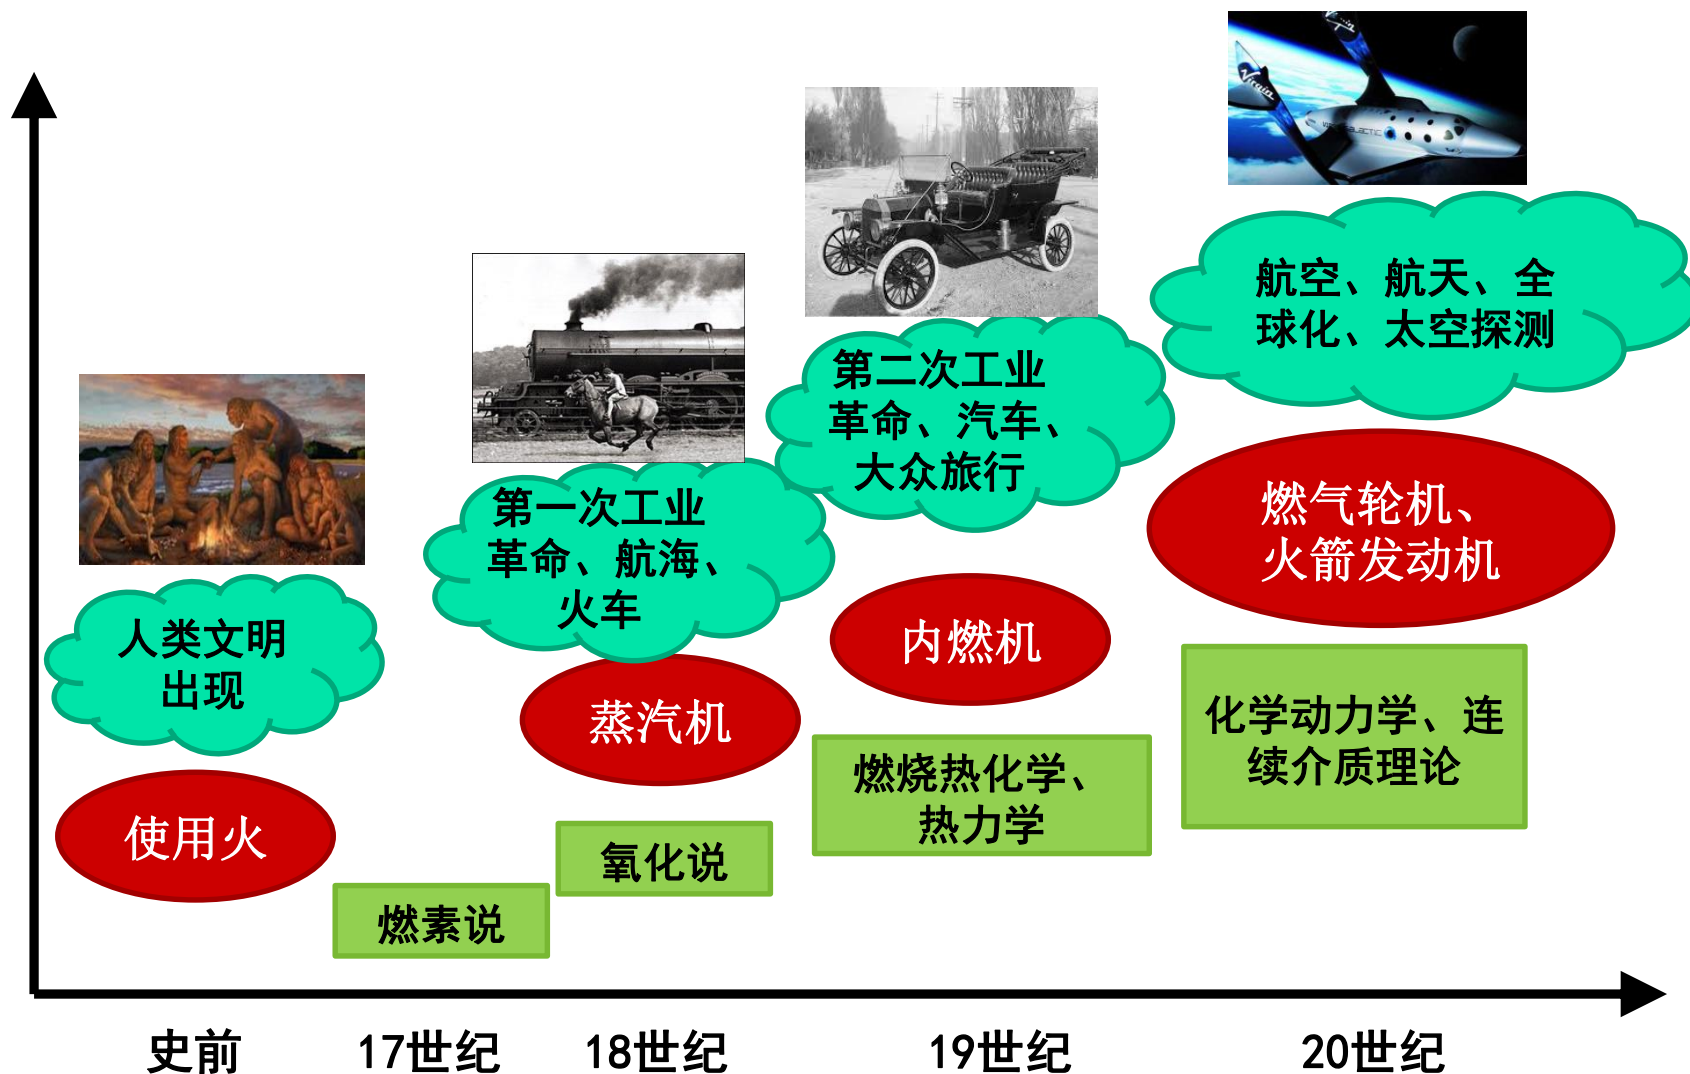 Virgin
Virgin
GALACTIC
航空、航天、全
球化、太空探测
第二次工业
革命、汽车、
大众旅行
第一次工业
革命、航海、
火车
人类文明
出现
燃气轮机、
火箭发动机
内燃机
蒸汽机
使用火
化学动力学、连
续介质理论
燃烧热化学、
热力学
氧化说
燃素说
史前
17世纪
18世纪
19世纪
20世纪